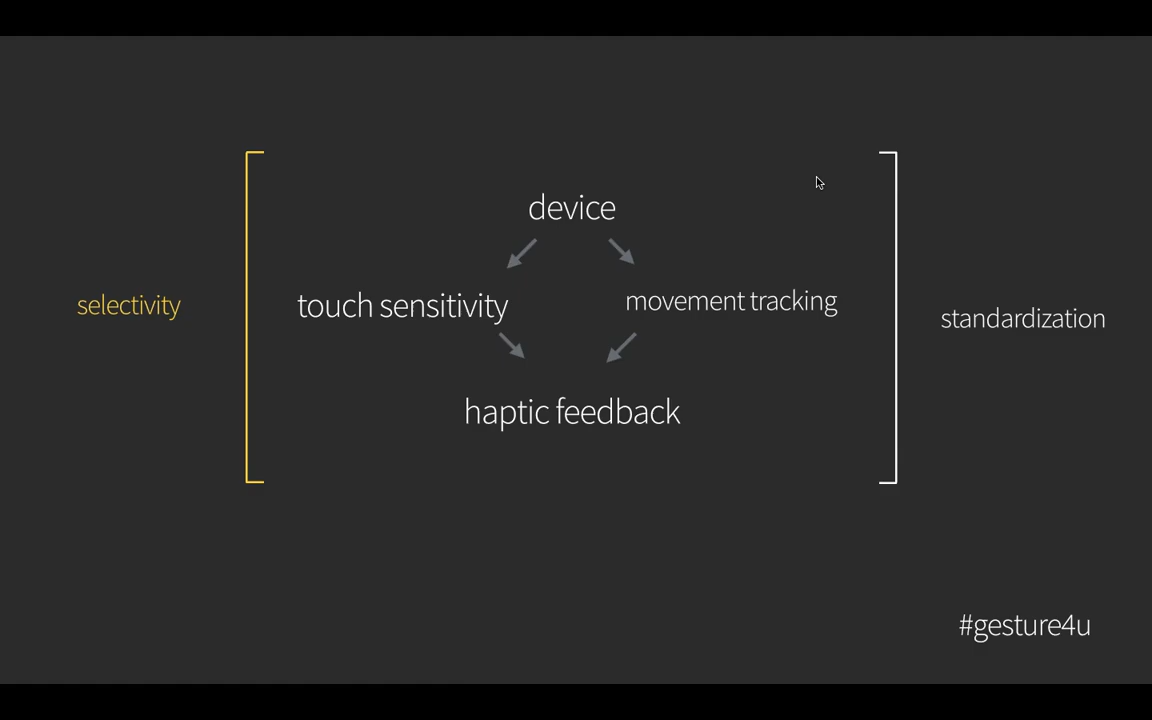 device
selectivity
touch sensitivity
movement tracking
standardization
haptic feedback
#gesture4u